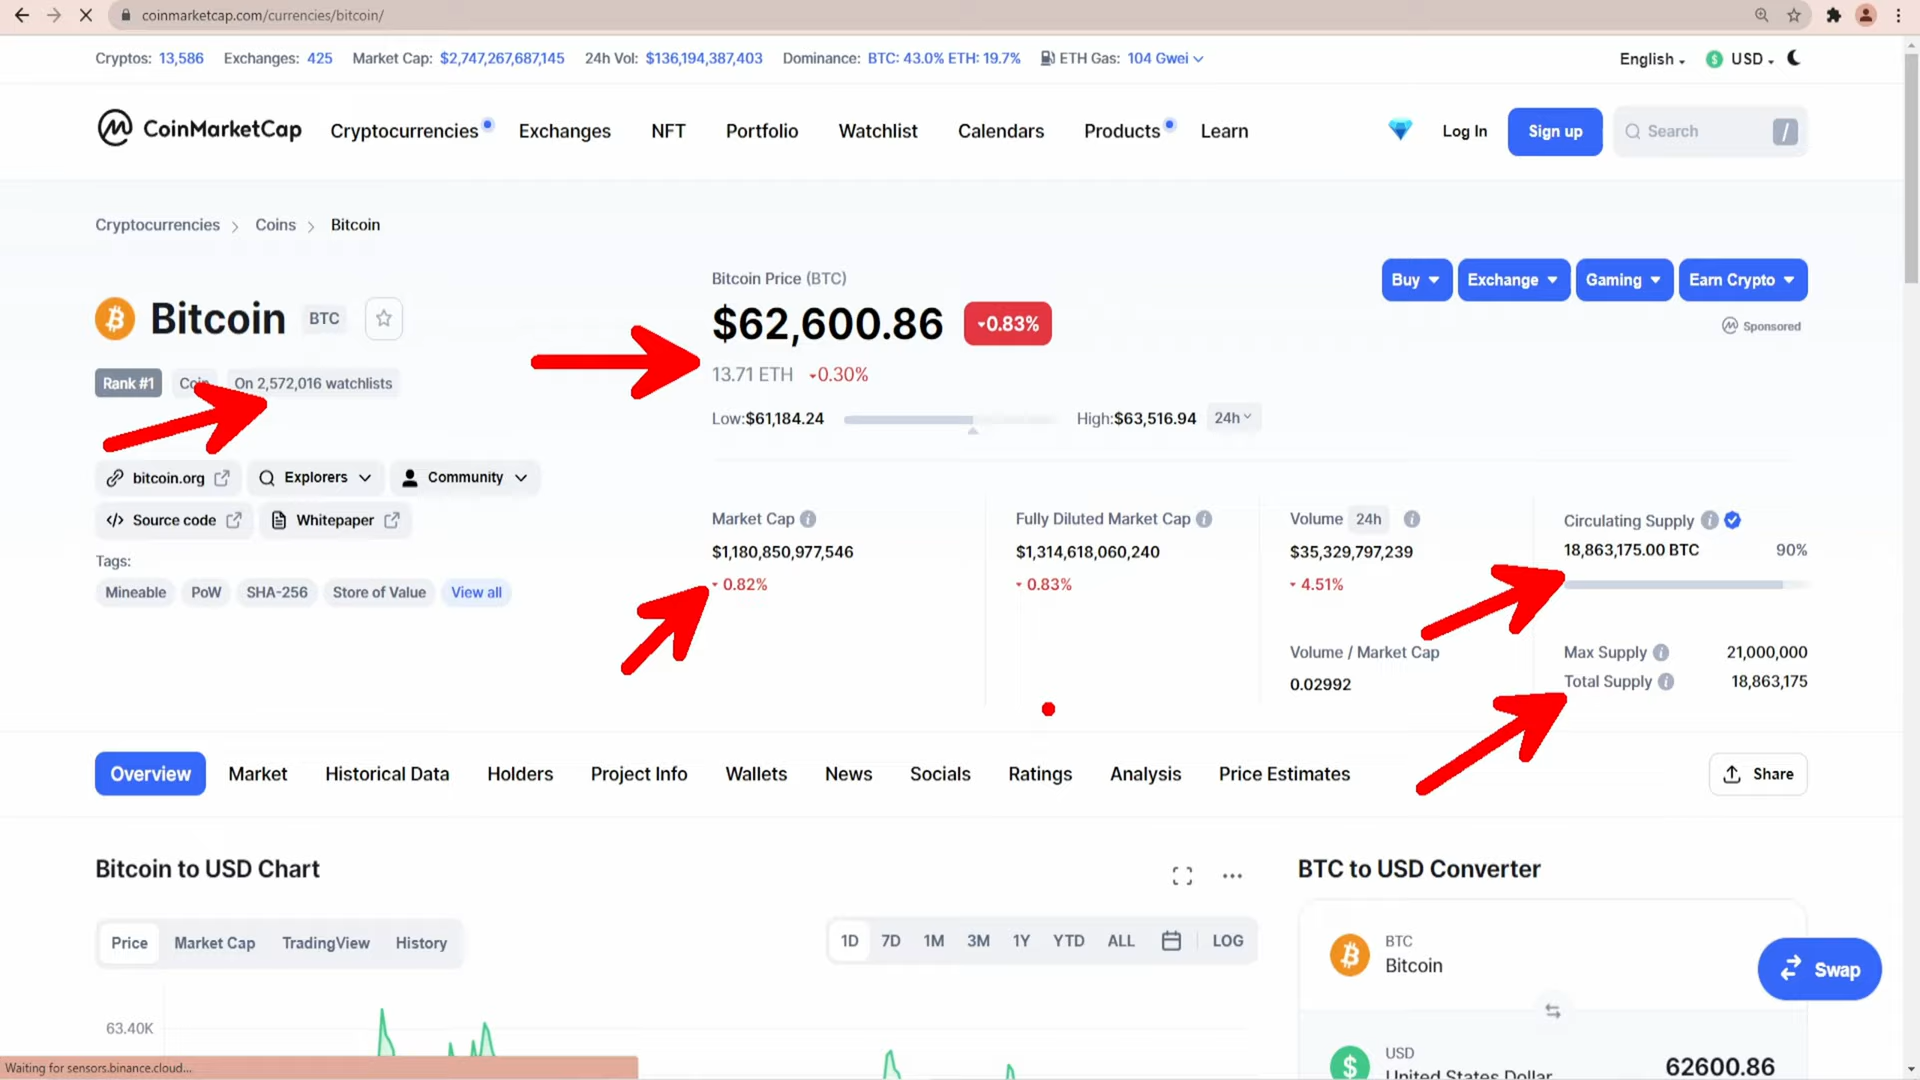 coinmarketcap.com/currencies/bitcoin/
Cryptos: 13,586 Exchanges: 425 Market Cap: $2,747,267,687,145 24h Vol: $136,194,387,403 Dominance: BTC: 43.0% ETH: 19.7% ETH Gas: 104 Gwei English USD
CoinMarketCap Cryptocurrencies Exchanges NFT Portfolio Watchlist Calendars Products Learn Log In Sign up Search /
Cryptocurrencies Coins Bitcoin
Bitcoin Price (BTC)
Buy Exchange Gaming Earn Crypto
Bitcoin BTC $62,600.86 0.83%
Sponsored
Rank #1 Coin On 2,572,016 watchlists 13.71 ETH 0.30%
Low:$61,184.24 High:$63,516.94 24h
bitcoin.org Explorers Community
Source code Whitepaper
Market Cap Fully Diluted Market Cap Volume 24h Circulating Supply
$1,180,850,977,546 $1,314,618,060,240 $35,329,797,239 18,863,175.00 BTC 90%
Tags:
0.82% 0.83% 4.51%
Mineable PoW SHA-256 Store of Value View all
Volume / Market Cap Max Supply 21,000,000
0.02992 Total Supply 18,863,175
Overview Market Historical Data Holders Project Info Wallets News Socials Ratings Analysis Price Estimates Share
Bitcoin to USD Chart BTC to USD Converter
Price Market Cap TradingView History 1D 7D 1M 3M 1Y YTD ALL LOG
BTC
Bitcoin
Swap
63.40K
USD
United States Dollar 62600.86
Waiting for sensors.binance.cloud...